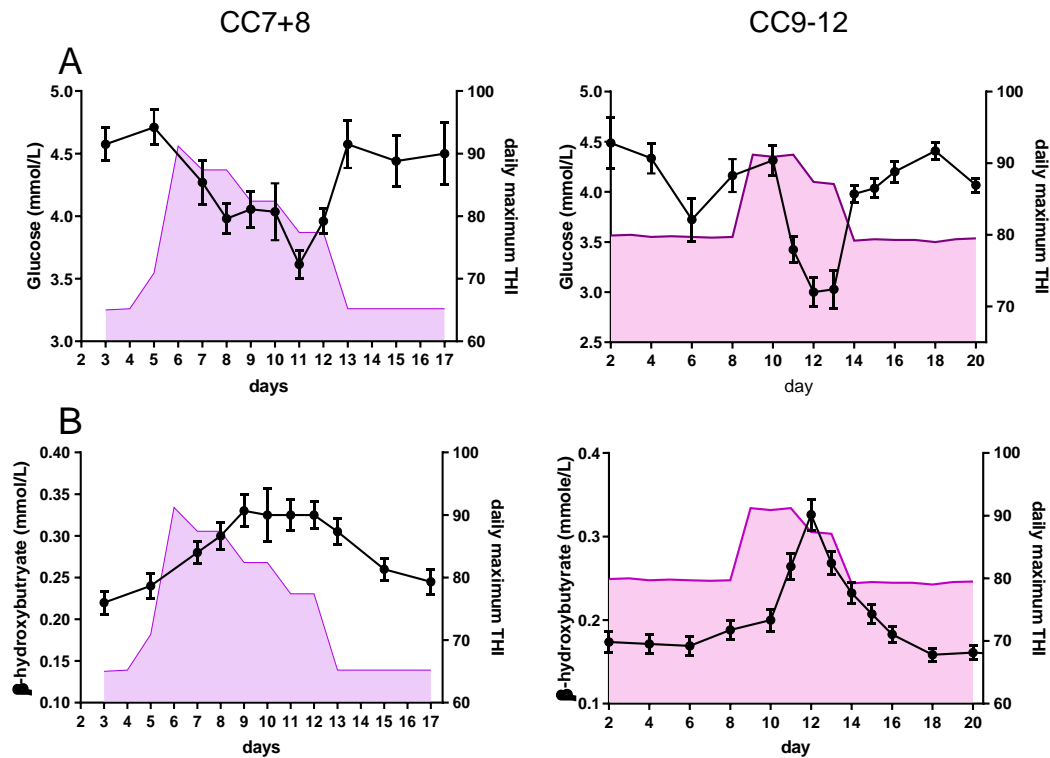 CC7+8
CC9-12
A
Glucose (mmol/L)
5.0
4.5
4.0
3.5
3.0
100
90
80
70
60
daily maximum THI
2 3 4 5 6 7 8 9 10 11 12 13 14 15 16 17
days
Glucose (mmol/L)
5.0
4.5
4.0
3.5
3.0
2.5
100
90
80
70
daily maximum THI
2 4 6 8 10 12 14 16 18 20
day
B
β-hydroxybutryate (mmol/L)
0.40
0.35
0.30
0.25
0.20
0.15
0.10
100
90
80
70
60
daily maximum THI
2 3 4 5 6 7 8 9 10 11 12 13 14 15 16 17
days
β-hydroxybutyrate (mmole/L)
0.4
0.3
0.2
0.1
100
90
80
70
60
daily maximum THI
2 4 6 8 10 12 14 16 18 20
day